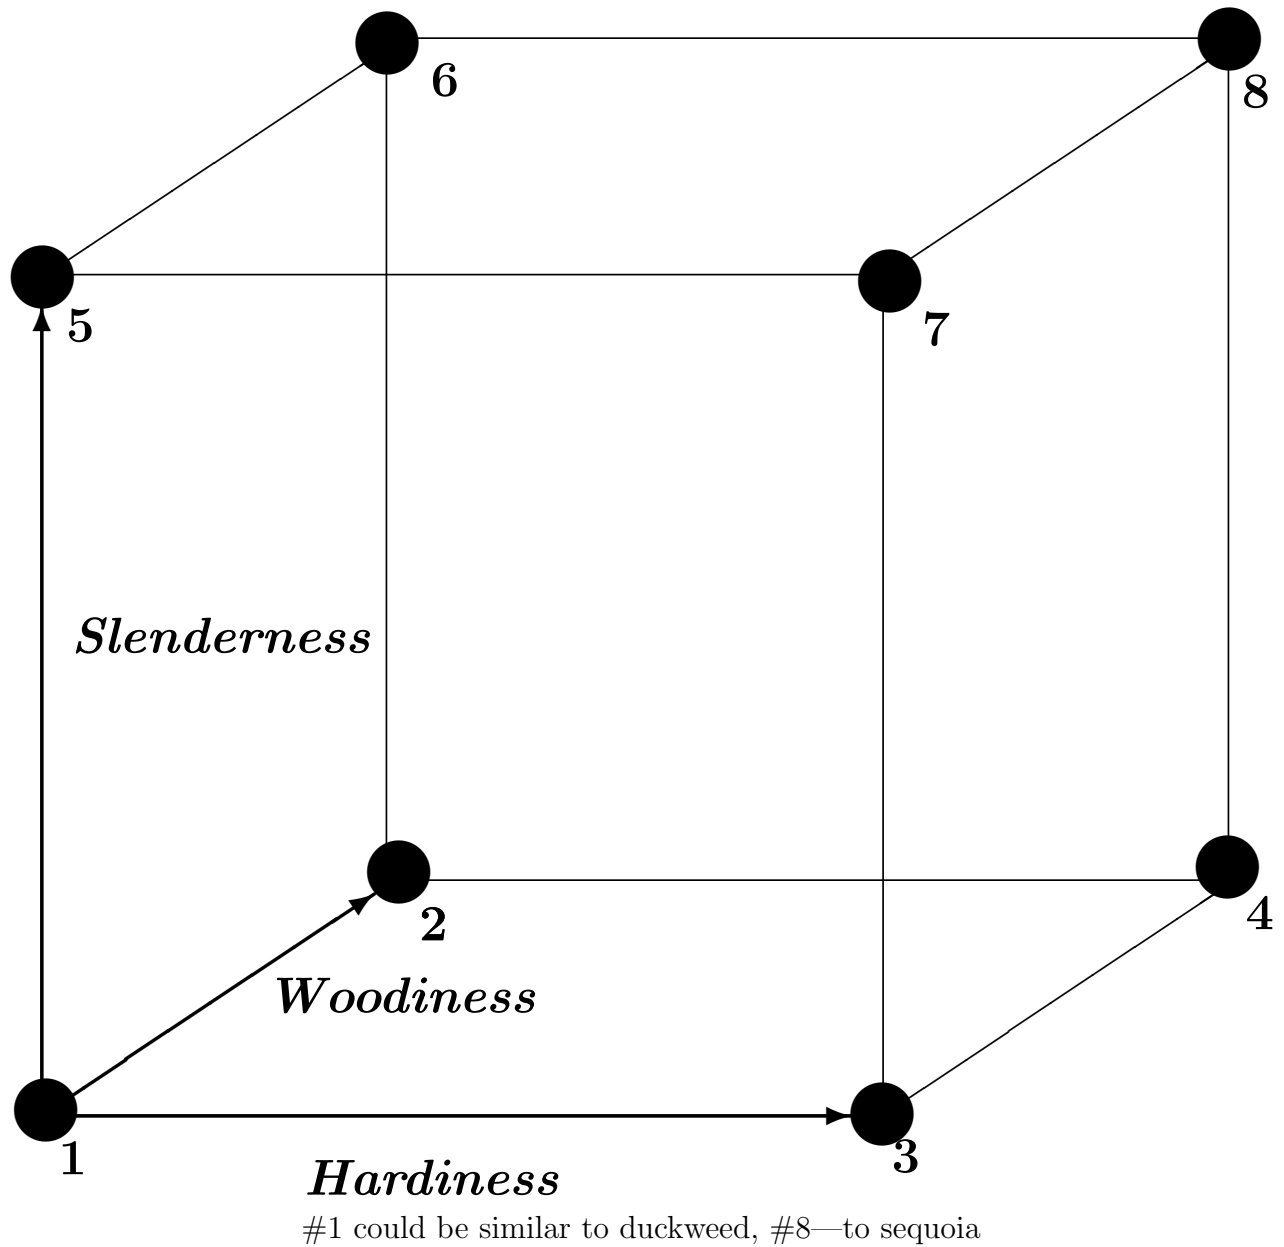 6
8
5
7
Slenderness
2
4
Woodiness
1
3
Hardiness
#1 could be similar to duckweed, #8—to sequoia